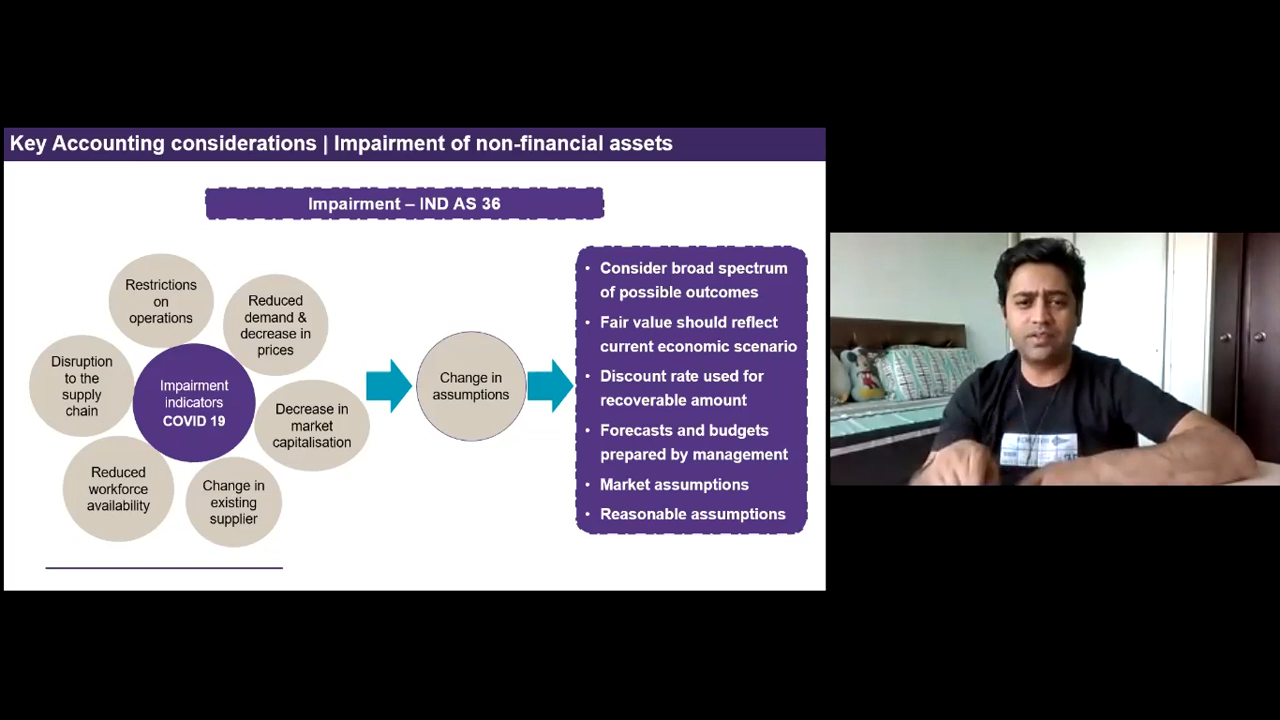 Key Accounting considerations | Impairment of non-financial assets
Impairment – IND AS 36
Restrictions
on
operations
Reduced
demand &
decrease in
prices
Disruption
to the
supply
chain
Impairment
indicators
COVID 19
Decrease in
market
capitalisation
Reduced
workforce
availability
Change in
existing
supplier
Change in
assumptions
• Consider broad spectrum
of possible outcomes
• Fair value should reflect
current economic scenario
• Discount rate used for
recoverable amount
• Forecasts and budgets
prepared by management
• Market assumptions
• Reasonable assumptions